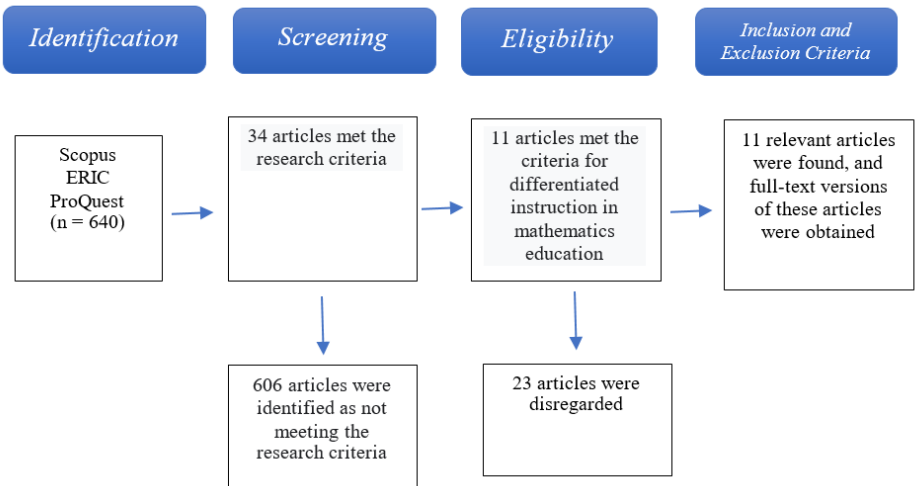 Identification
Screening
Eligibility
Inclusion and
Exclusion Criteria
Scopus
ERIC
ProQuest
(n = 640)
34 articles met the
research criteria
11 articles met the
criteria for
differentiated
instruction in
mathematics
education
11 relevant articles
were found, and
full-text versions
of these articles
were obtained
606 articles were
identified as not
meeting the
research criteria
23 articles were
disregarded